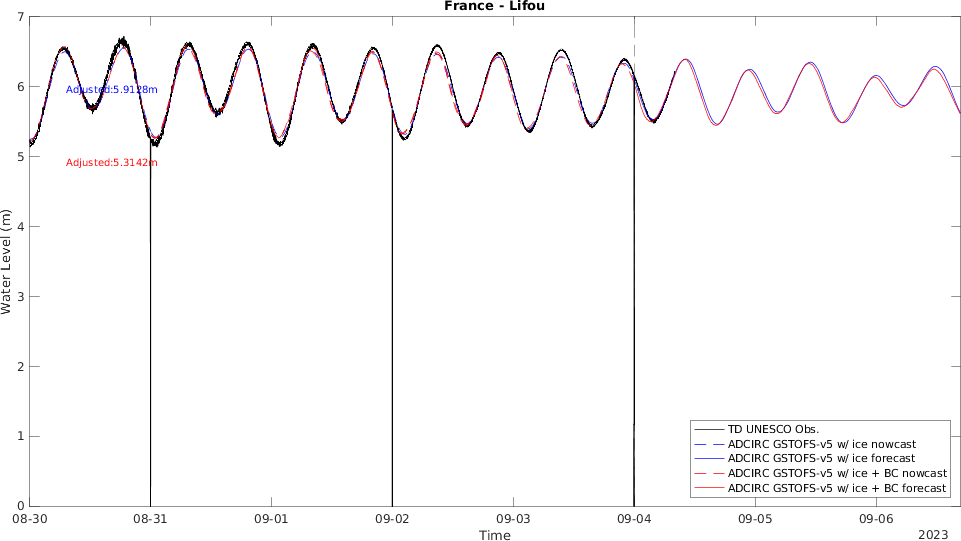 France - Lifou
7
6
5
4
3
2
1
0
Water Level (m)
Adjusted:5.9128m
Adjusted:5.3142m
TD UNESCO Obs.
ADCIRC GSTOFS-v5 w/ ice nowcast
ADCIRC GSTOFS-v5 w/ ice forecast
ADCIRC GSTOFS-v5 w/ ice + BC nowcast
ADCIRC GSTOFS-v5 w/ ice + BC forecast
08-30 08-31 09-01 09-02 09-03 09-04 09-05 09-06
Time
2023